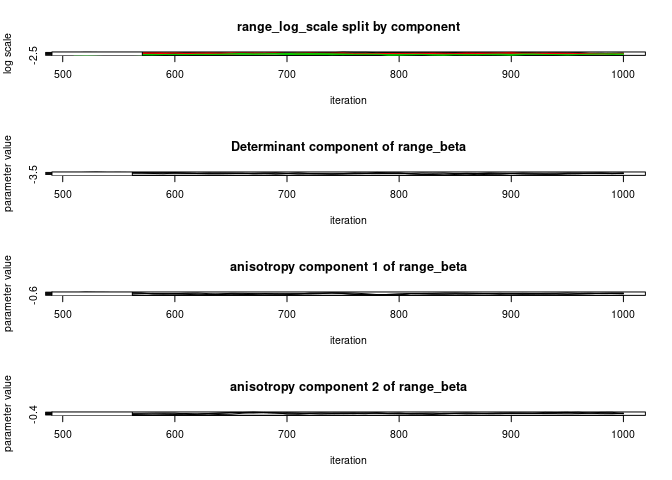 range_log_scale split by component
log scale
-2.5
500 600 700 800 900 1000
iteration
Determinant component of range_beta
parameter value
-3.5
500 600 700 800 900 1000
iteration
anisotropy component 1 of range_beta
parameter value
-0.6
500 600 700 800 900 1000
iteration
anisotropy component 2 of range_beta
parameter value
-0.4
500 600 700 800 900 1000
iteration